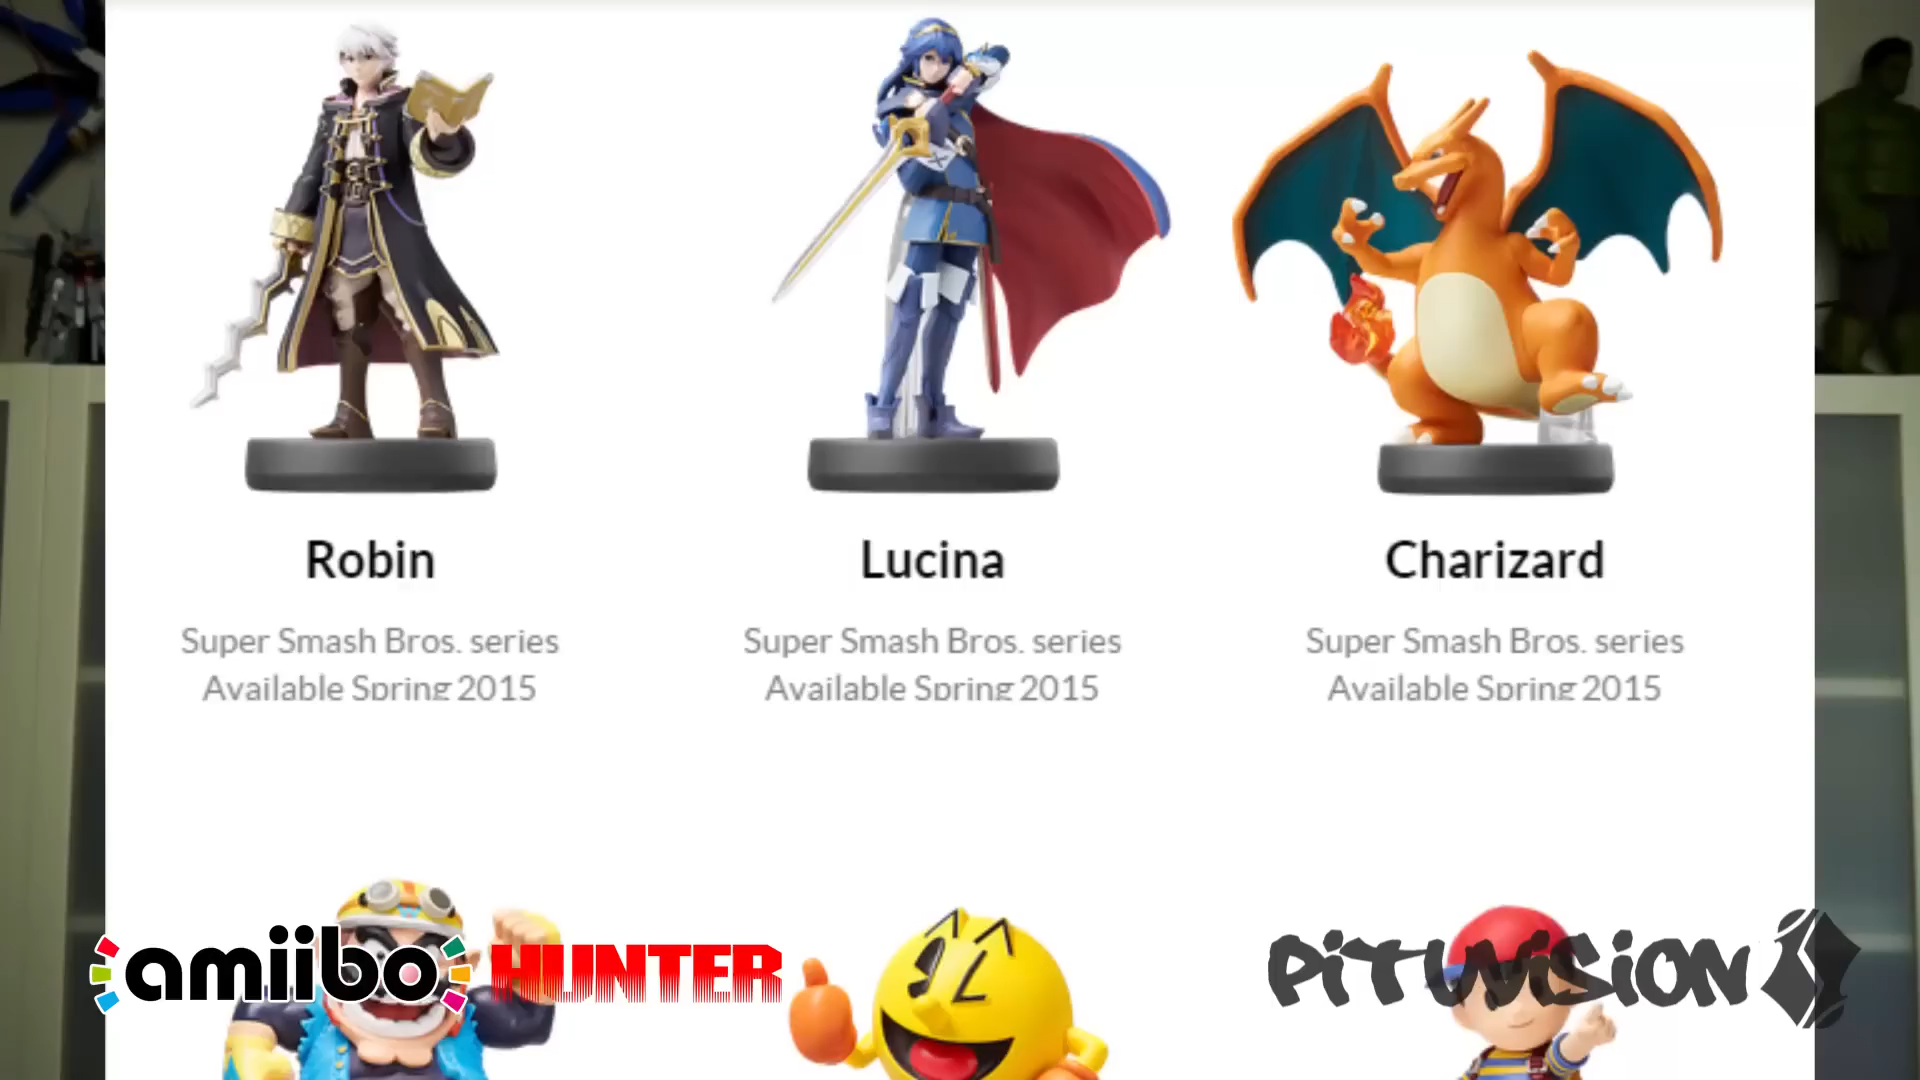 Robin
Lucina
Charizard
Super Smash Bros. series
Super Smash Bros. series
Super Smash Bros. series
Available Spring 2015
Available Spring 2015
Available Spring 2015
amiibo HUNTER
PiTUVISION